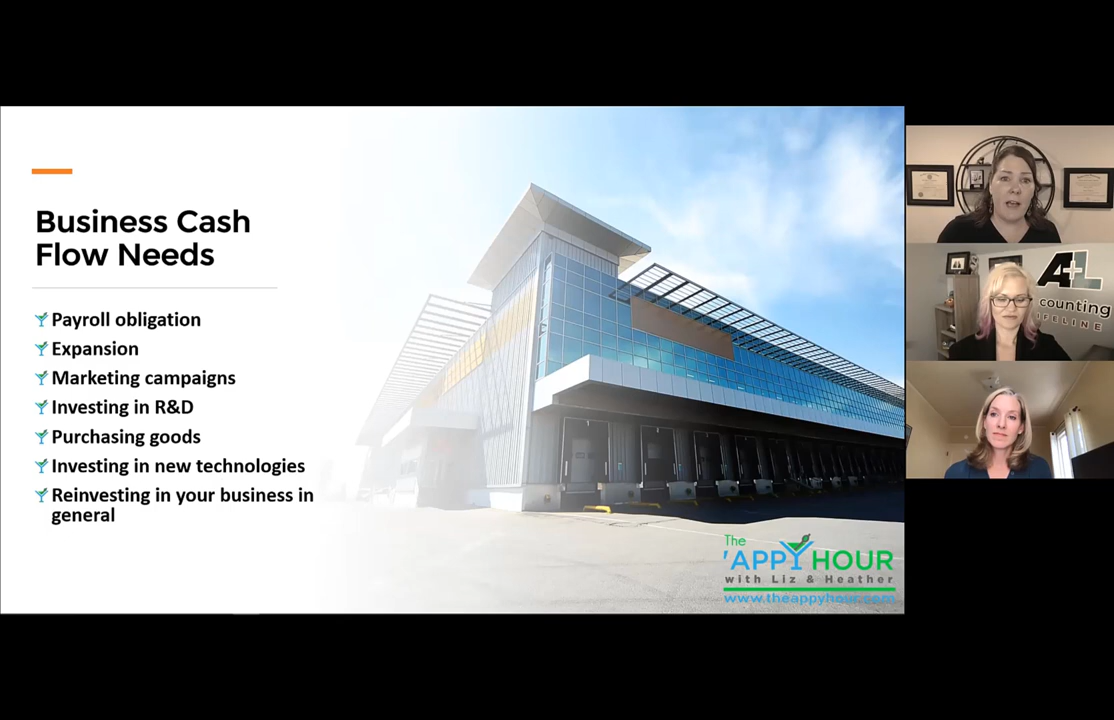 Business Cash
Flow Needs
Payroll obligation
Expansion
Marketing campaigns
Investing in R&D
Purchasing goods
Investing in new technologies
Reinvesting in your business in
general
The
'APPY HOUR
with Liz & Heather
www.theappyhour.com
A+L
counting
IFELINE